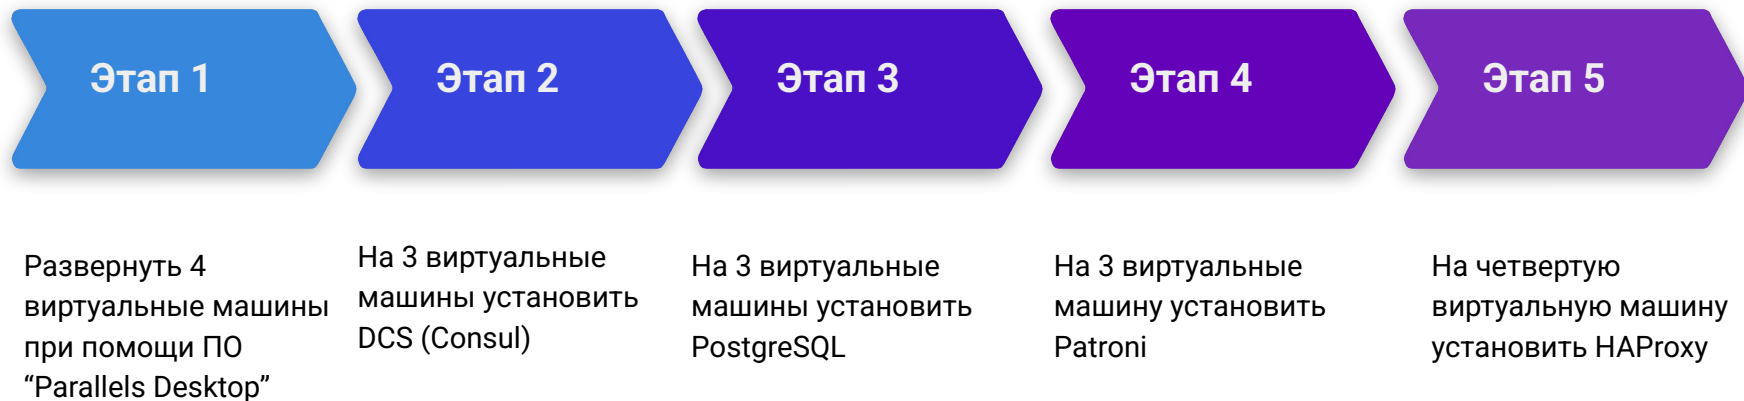 Этап 1
Этап 2
Этап 3
Этап 4
Этап 5
Развернуть 4
виртуальные машины
при помощи ПО
“Parallels Desktop”
На 3 виртуальные
машины установить
DCS (Consul)
На 3 виртуальные
машины установить
PostgreSQL
На 3 виртуальные
машину установить
Patroni
На четвертую
виртуальную машину
установить HAProxy